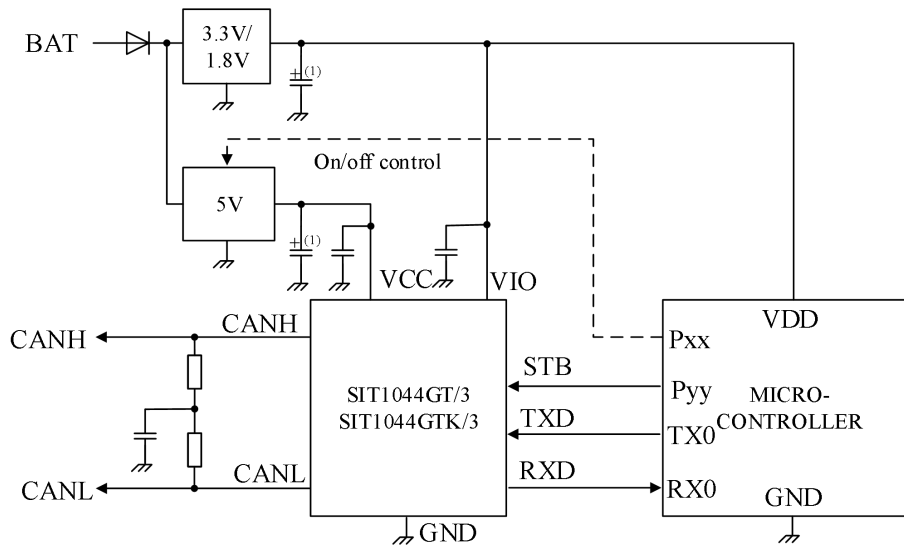 BAT
3.3V/
1.8V
+(1)
On/off control
5V
+(1)
VCC
VIO
VDD
CANH
CANH
Pxx
STB
Pyy
SIT1044GT/3
SIT1044GTK/3
MICRO-
CONTROLLER
TXD
TX0
CANL
CANL
RXD
RX0
GND
GND